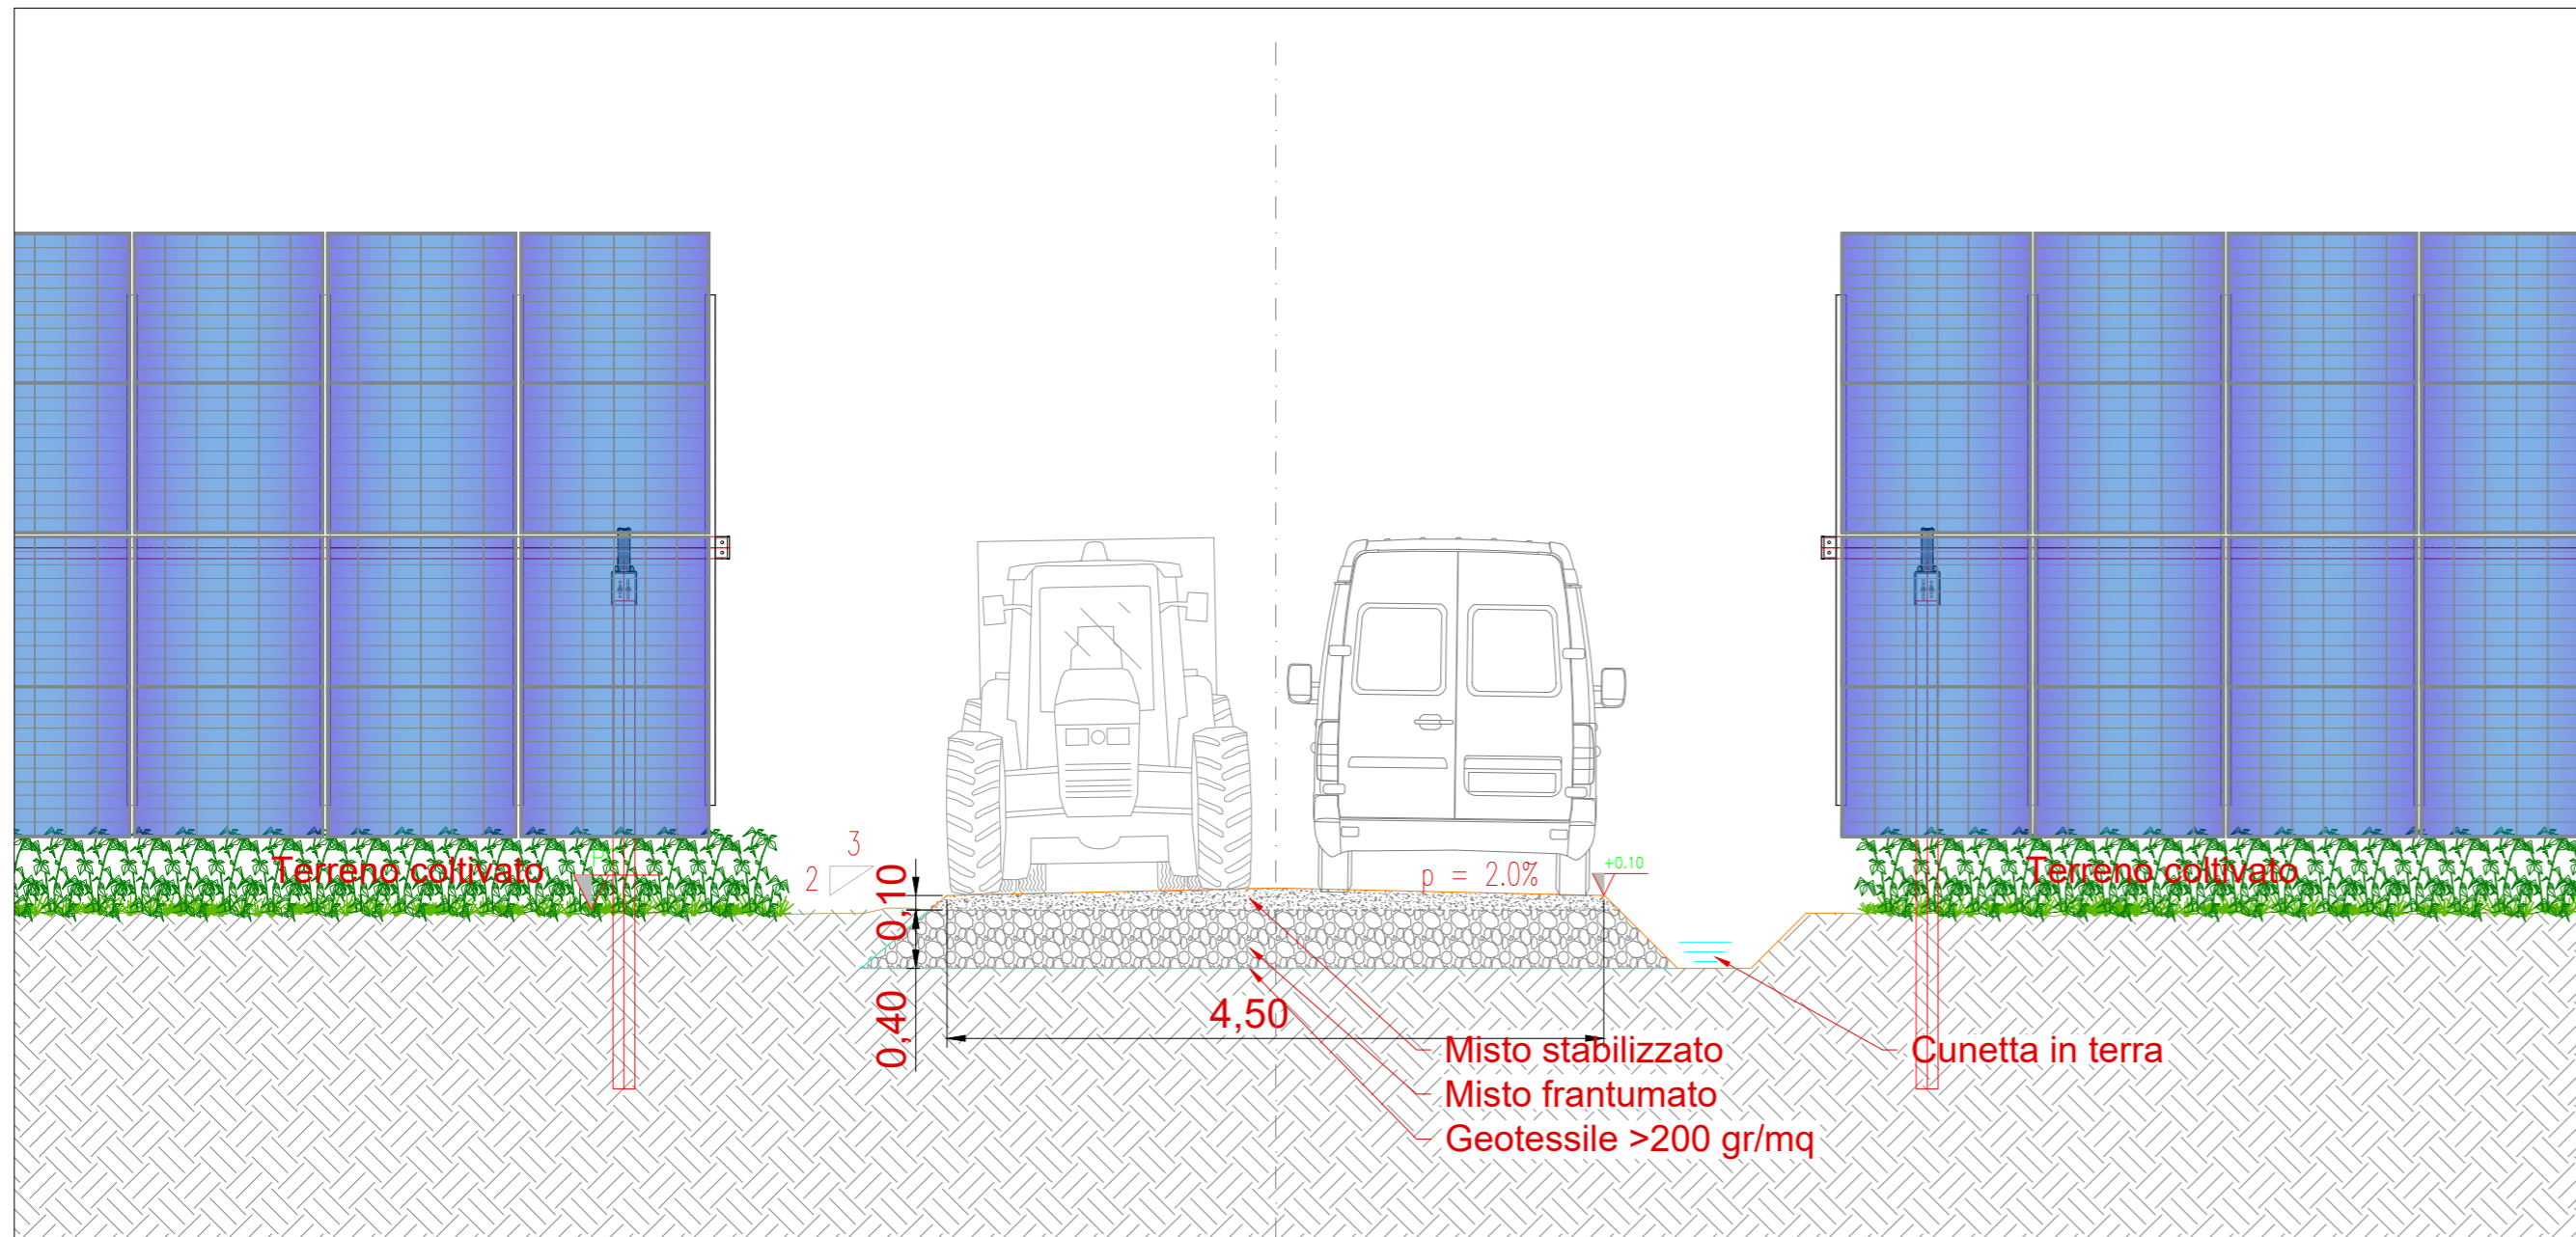 3
2
Terreno coltivato
0,10
p = 2.0%
+0.10
Terreno coltivato
0,40
4,50
Misto stabilizzato
Cunetta in terra
Misto frantumato
Geotessile >200 gr/mq